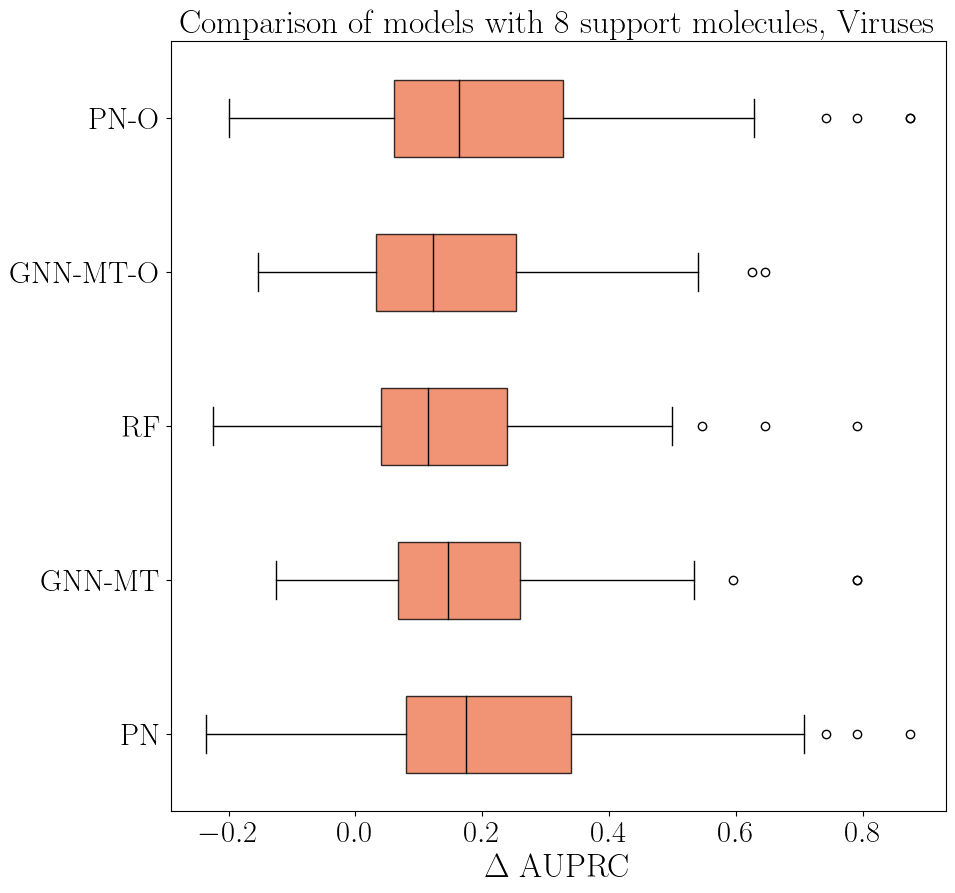 Comparison of models with 8 support molecules, Viruses
PN-O
GNN-MT-O
RF
GNN-MT
PN
−0.2 0.0 0.2 0.4 0.6 0.8
Δ AUPRC